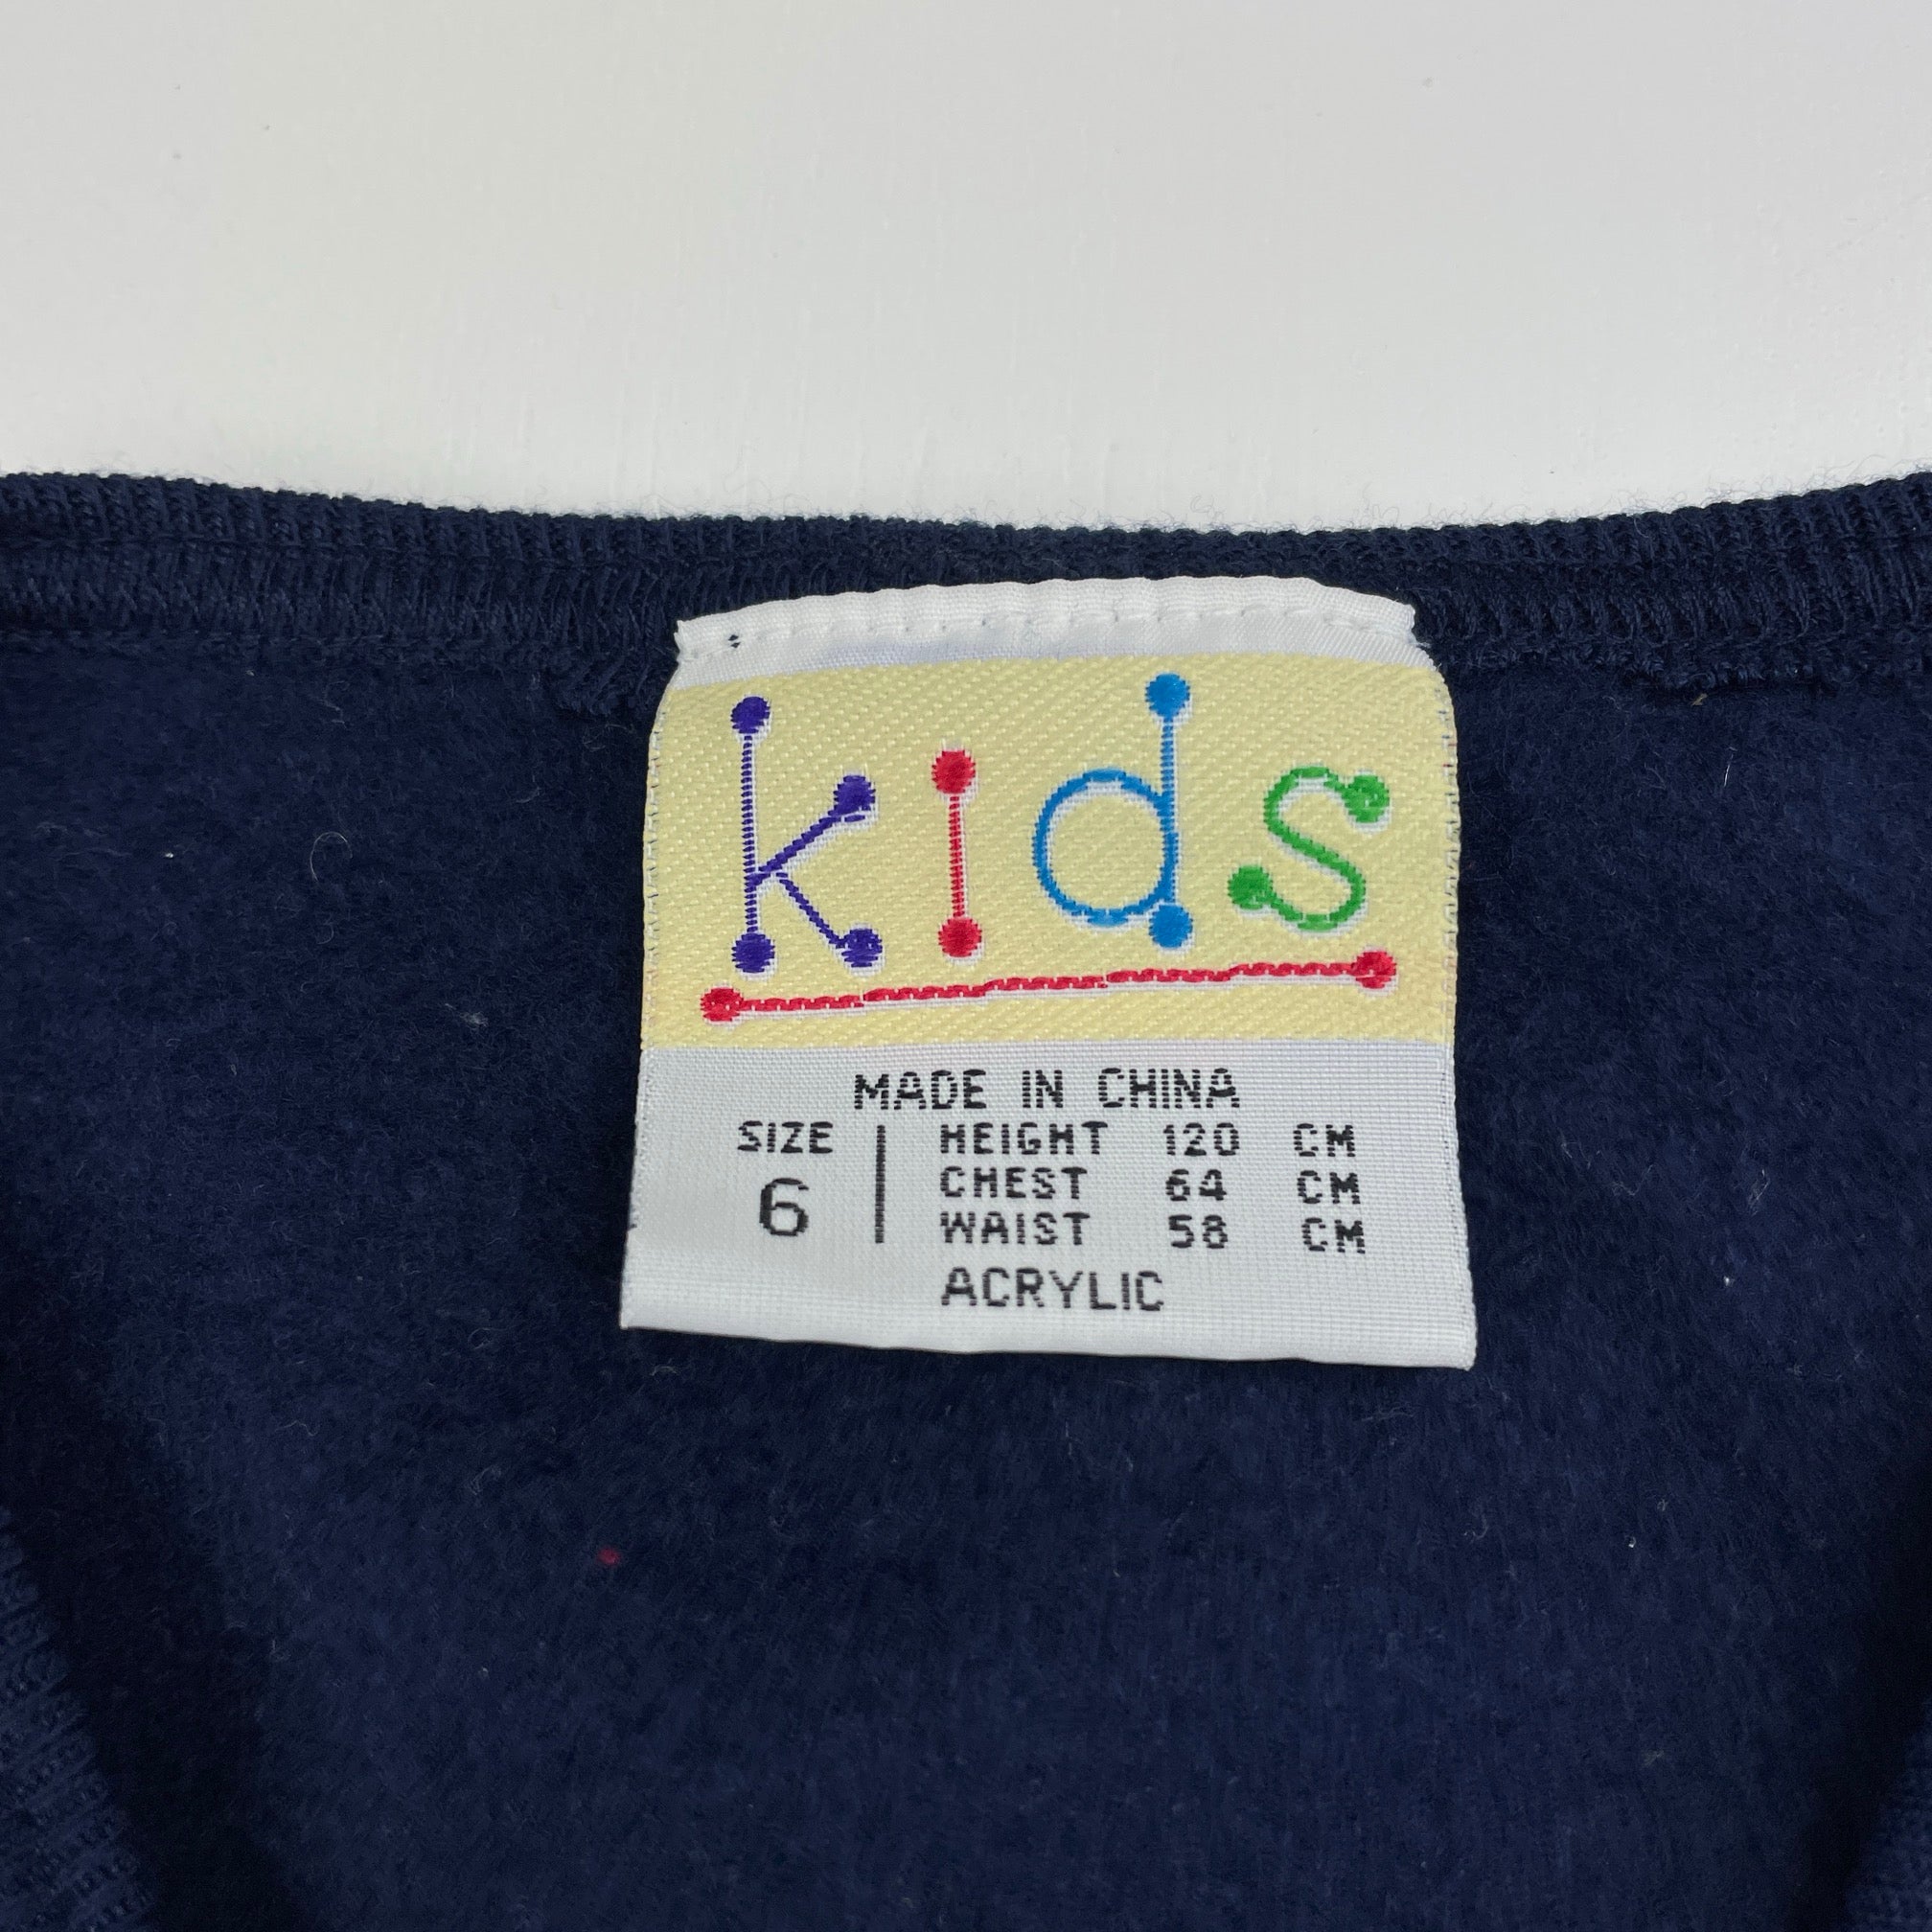 kids
MADE IN CHINA
SIZE
6
HEIGHT 120 CM
CHEST 64 CM
WAIST 58 CM
ACRYLIC